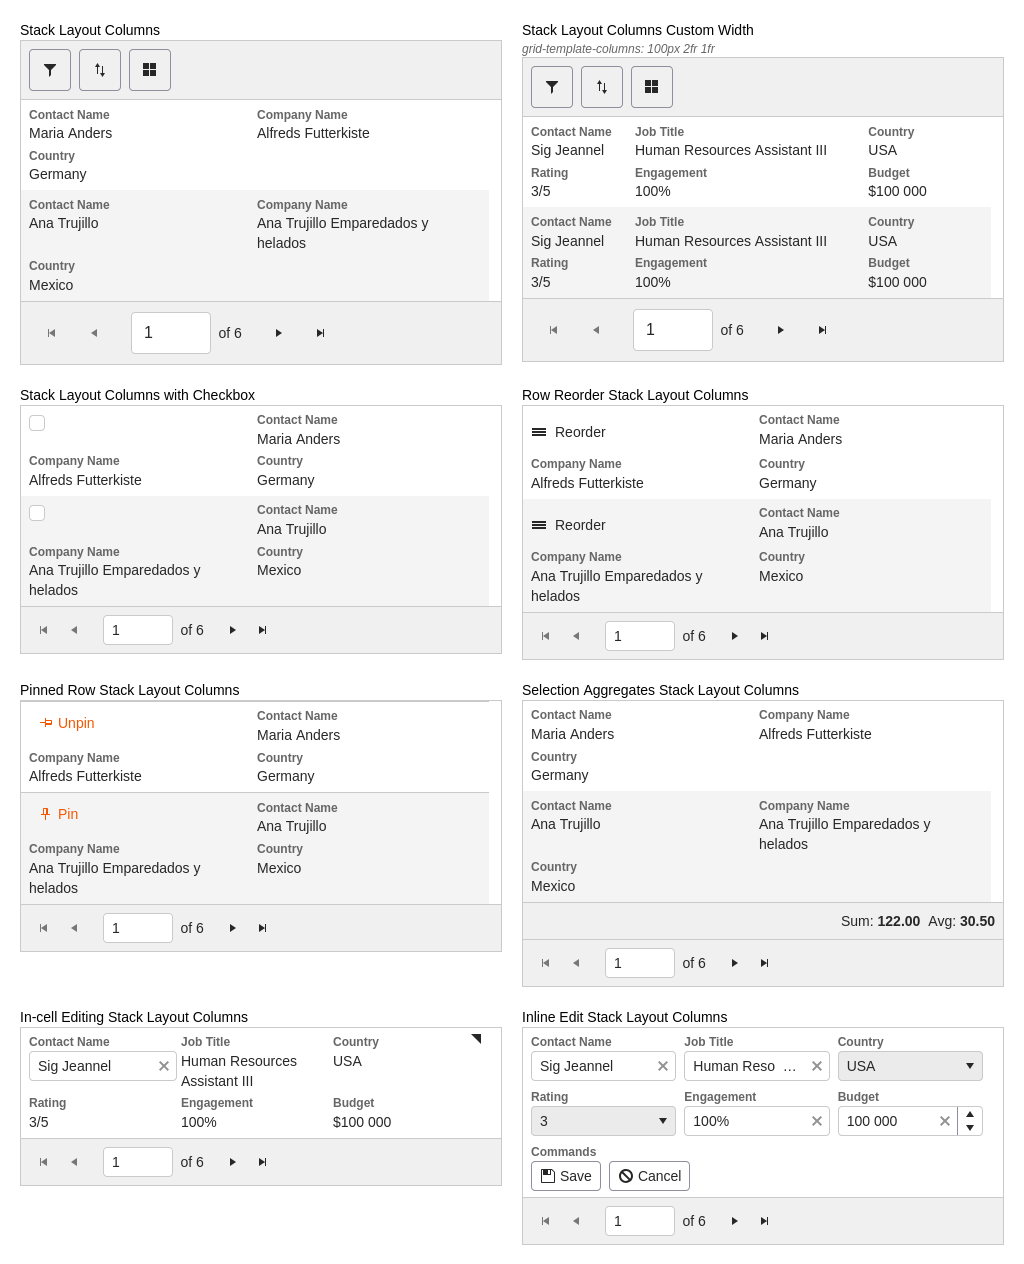 Stack Layout Columns
Contact Name Company Name
Maria Anders Alfreds Futterkiste
Country
Germany
Contact Name Company Name
Ana Trujillo Ana Trujillo Emparedados y
helados
Country
Mexico
1 of 6
Stack Layout Columns Custom Width
grid-template-columns: 100px 2fr 1fr
Contact Name Job Title Country
Sig Jeannel Human Resources Assistant III USA
Rating Engagement Budget
3/5 100% $100 000
Contact Name Job Title Country
Sig Jeannel Human Resources Assistant III USA
Rating Engagement Budget
3/5 100% $100 000
1 of 6
Stack Layout Columns with Checkbox
Contact Name
Maria Anders
Company Name Country
Alfreds Futterkiste Germany
Contact Name
Ana Trujillo
Company Name Country
Ana Trujillo Emparedados y Mexico
helados
1 of 6
Row Reorder Stack Layout Columns
Contact Name
Reorder
Maria Anders
Company Name Country
Alfreds Futterkiste Germany
Contact Name
Reorder
Ana Trujillo
Company Name Country
Ana Trujillo Emparedados y Mexico
helados
1 of 6
Pinned Row Stack Layout Columns
Contact Name
Unpin
Maria Anders
Company Name Country
Alfreds Futterkiste Germany
Contact Name
Pin
Ana Trujillo
Company Name Country
Ana Trujillo Emparedados y Mexico
helados
1 of 6
Selection Aggregates Stack Layout Columns
Contact Name Company Name
Maria Anders Alfreds Futterkiste
Country
Germany
Contact Name Company Name
Ana Trujillo Ana Trujillo Emparedados y
helados
Country
Mexico
Sum: 122.00 Avg: 30.50
1 of 6
In-cell Editing Stack Layout Columns
Contact Name Job Title Country
Sig Jeannel Human Resources USA
Assistant III
Rating Engagement Budget
3/5 100% $100 000
1 of 6
Inline Edit Stack Layout Columns
Contact Name Job Title Country
Sig Jeannel Human Reso ... USA
Rating Engagement Budget
3 100% 100 000
Commands
Save Cancel
1 of 6